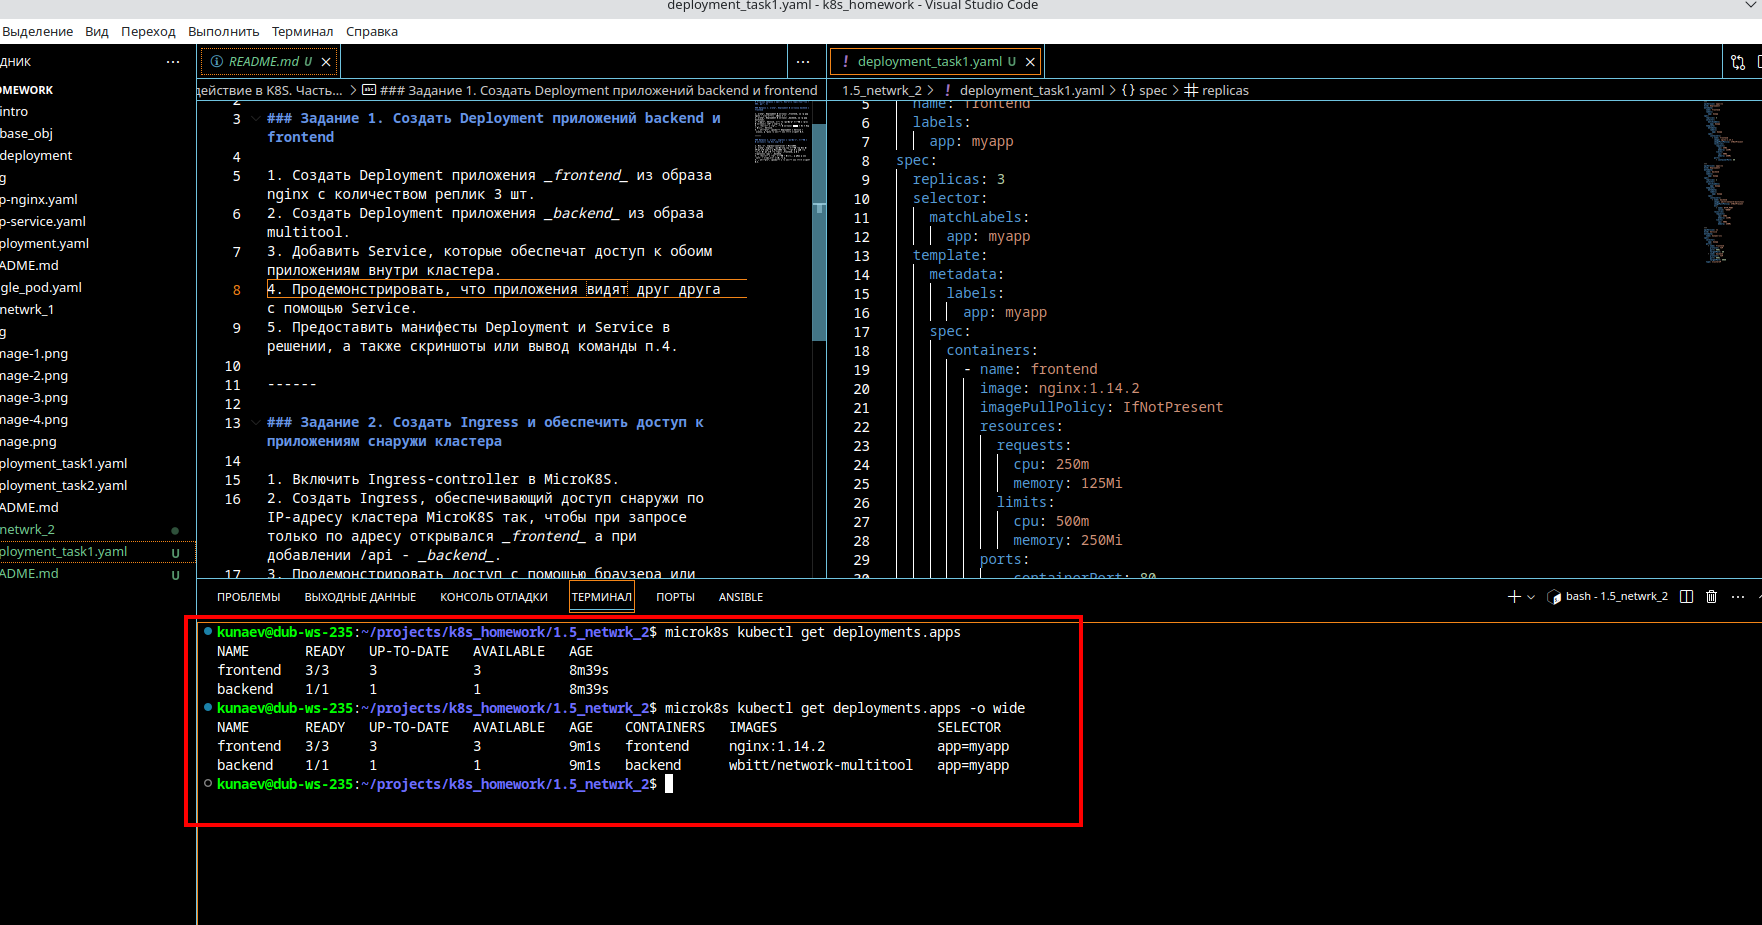 deployment_task1.yaml - k8s_homework - Visual Studio Code
Выделение Вид Переход Выполнить Терминал Справка
ДНИК ...
OMEWORK
intro
base_obj
deployment
g
p-nginx.yaml
p-service.yaml
ployment.yaml
ADME.md
gle_pod.yaml
netwrk_1
g
mage-1.png
mage-2.png
mage-3.png
mage-4.png
mage.png
ployment_task1.yaml
ployment_task2.yaml
ADME.md
netwrk_2
ployment_task1.yaml U
ADME.md U
README.md U
действие в K8S. Часть... > ### Задание 1. Создать Deployment приложений backend и frontend
2
3 ### Задание 1. Создать Deployment приложений backend и
frontend
4
5 1. Создать Deployment приложения _frontend_ из образа
nginx с количеством реплик 3 шт.
6 2. Создать Deployment приложения _backend_ из образа
multitool.
7 3. Добавить Service, которые обеспечат доступ к обоим
приложениям внутри кластера.
8 4. Продемонстрировать, что приложения видят друг друга
с помощью Service.
9 5. Предоставить манифесты Deployment и Service в
решении, а также скриншоты или вывод команды п.4.
10
11 ------
12
13 ### Задание 2. Создать Ingress и обеспечить доступ к
приложениям снаружи кластера
14
15 1. Включить Ingress-controller в MicroK8S.
16 2. Создать Ingress, обеспечивающий доступ снаружи по
IP-адресу кластера MicroK8S так, чтобы при запросе
только по адресу открывался _frontend_ а при
добавлении /api - _backend_.
17 3. Продемонстрировать доступ с помощью браузера или
! deployment_task1.yaml U
1.5_netwrk_2 > ! deployment_task1.yaml > {} spec > replicas
5 name: frontend
6 labels:
7 app: myapp
8 spec:
9 replicas: 3
10 selector:
11 matchLabels:
12 app: myapp
13 template:
14 metadata:
15 labels:
16 app: myapp
17 spec:
18 containers:
19 - name: frontend
20 image: nginx:1.14.2
21 imagePullPolicy: IfNotPresent
22 resources:
23 requests:
24 cpu: 250m
25 memory: 125Mi
26 limits:
27 cpu: 500m
28 memory: 250Mi
29 ports:
30 containerPort: 80
ПРОБЛЕМЫ ВЫХОДНЫЕ ДАННЫЕ КОНСОЛЬ ОТЛАДКИ ТЕРМИНАЛ ПОРТЫ ANSIBLE
bash - 1.5_netwrk_2
kunaev@dub-ws-235:~/projects/k8s_homework/1.5_netwrk_2$ microk8s kubectl get deployments.apps
NAME READY UP-TO-DATE AVAILABLE AGE
frontend 3/3 3 3 8m39s
backend 1/1 1 1 8m39s
kunaev@dub-ws-235:~/projects/k8s_homework/1.5_netwrk_2$ microk8s kubectl get deployments.apps -o wide
NAME READY UP-TO-DATE AVAILABLE AGE CONTAINERS IMAGES SELECTOR
frontend 3/3 3 3 9m1s frontend nginx:1.14.2 app=myapp
backend 1/1 1 1 9m1s backend wbitt/network-multitool app=myapp
kunaev@dub-ws-235:~/projects/k8s_homework/1.5_netwrk_2$